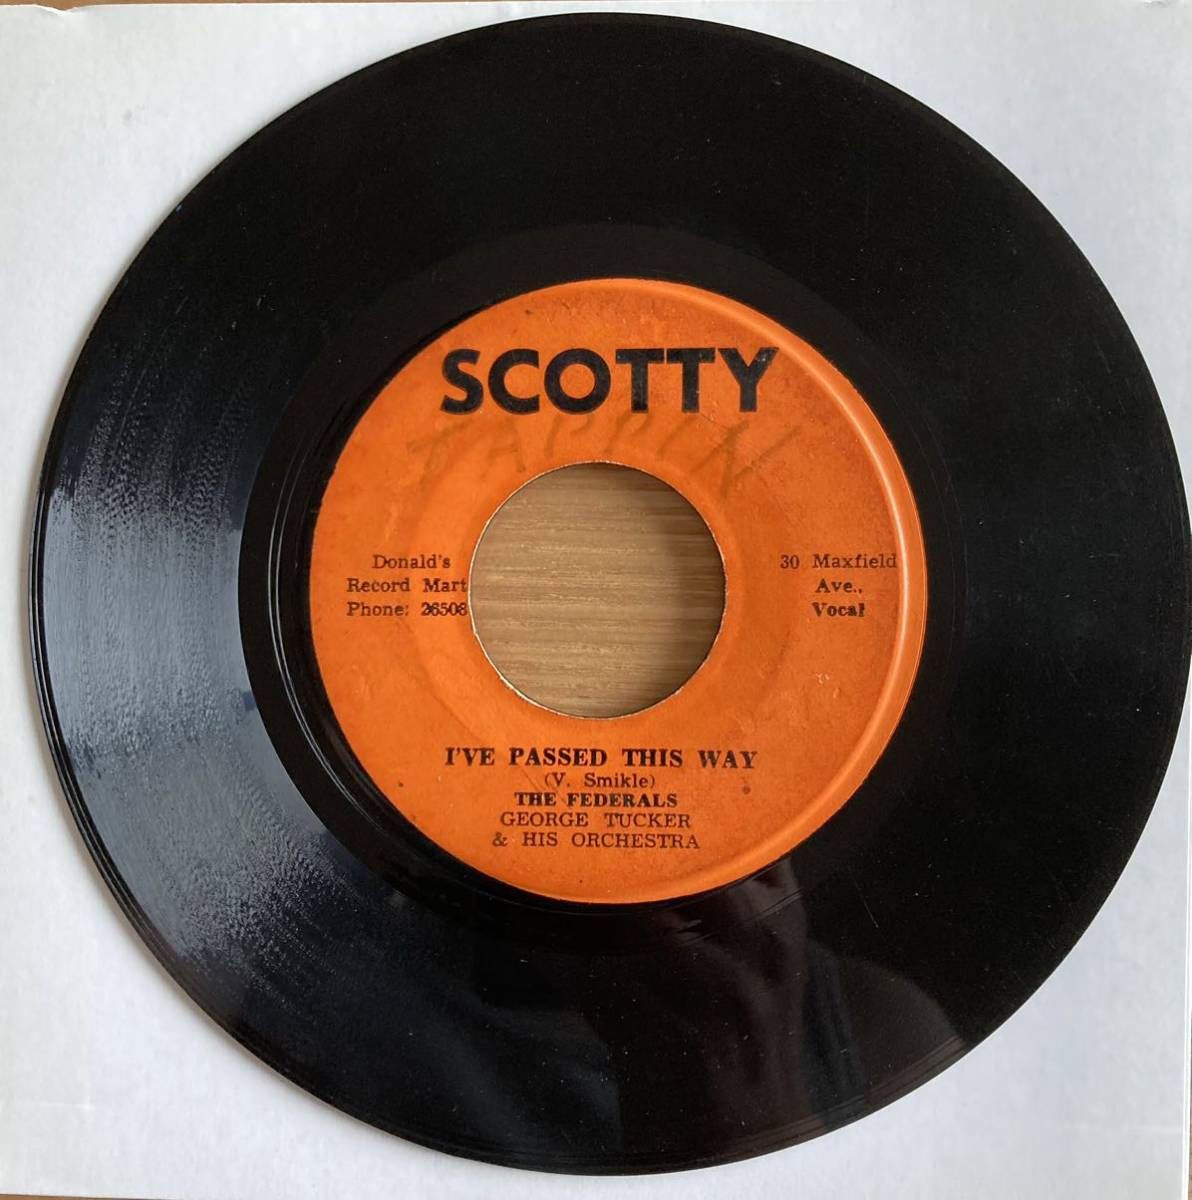 SCOTTY
TAPPIN
Donald's
Record Mart
Phone: 26508
30 Maxfield
Ave.,
Vocal
I'VE PASSED THIS WAY
(V. Smikle)
THE FEDERALS
GEORGE TUCKER
& HIS ORCHESTRA